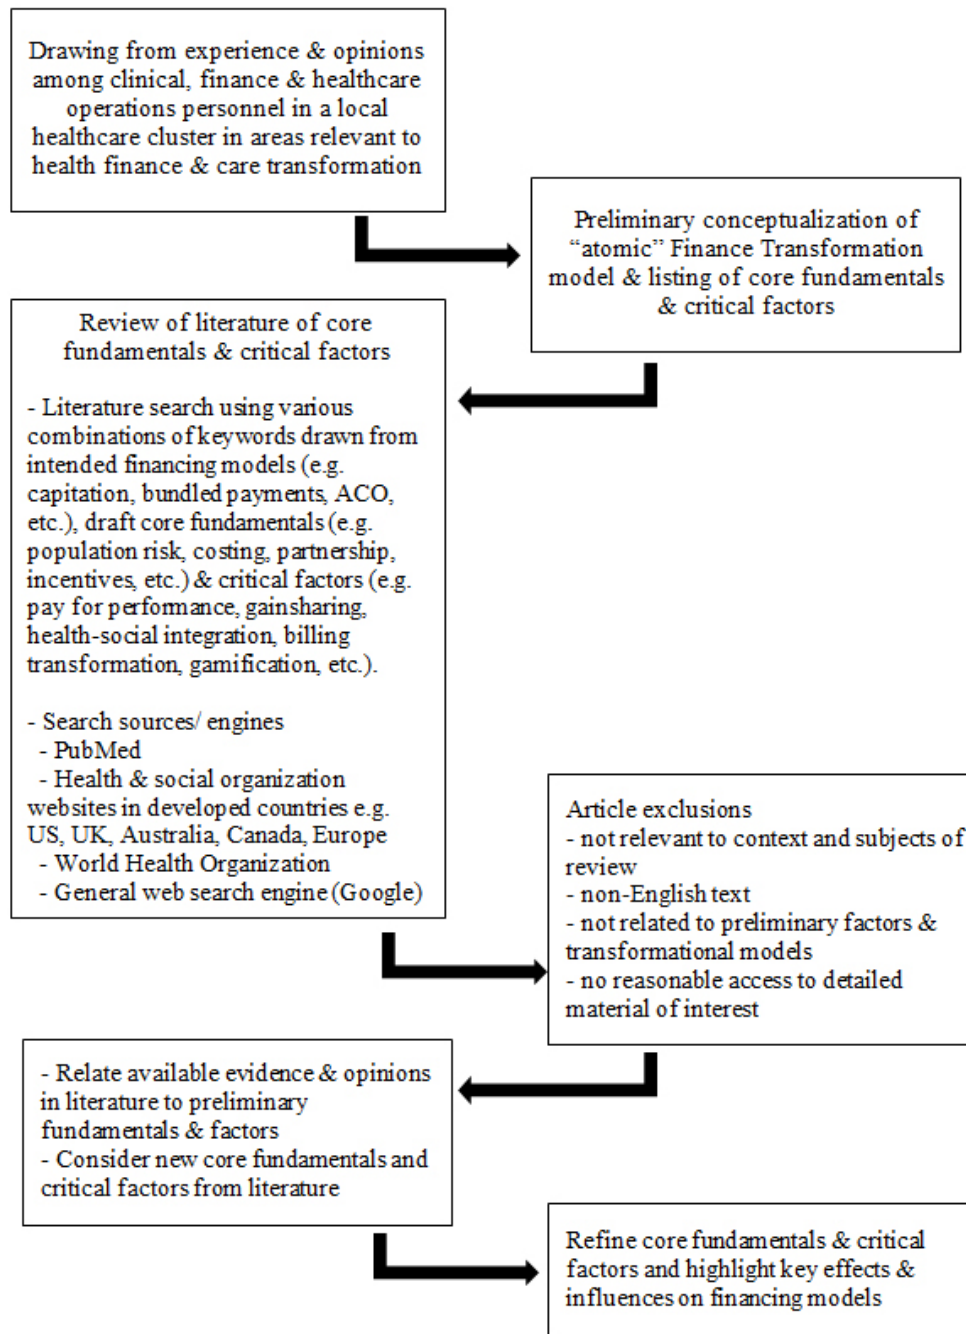 Drawing from experience & opinions
among clinical, finance & healthcare
operations personnel in a local
healthcare cluster in areas relevant to
health finance & care transformation
Preliminary conceptualization of
“atomic” Finance Transformation
model & listing of core fundamentals
& critical factors
Review of literature of core
fundamentals & critical factors
- Literature search using various
combinations of keywords drawn from
intended financing models (e.g.
capitation, bundled payments, ACO,
etc.), draft core fundamentals (e.g.
population risk, costing, partnership,
incentives, etc.) & critical factors (e.g.
pay for performance, gainsharing,
health-social integration, billing
transformation, gamification, etc.).
- Search sources/ engines
- PubMed
- Health & social organization
websites in developed countries e.g.
US, UK, Australia, Canada, Europe
- World Health Organization
- General web search engine (Google)
Article exclusions
- not relevant to context and subjects of
review
- non-English text
- not related to preliminary factors &
transformational models
- no reasonable access to detailed
material of interest
- Relate available evidence & opinions
in literature to preliminary
fundamentals & factors
- Consider new core fundamentals and
critical factors from literature
Refine core fundamentals & critical
factors and highlight key effects &
influences on financing models